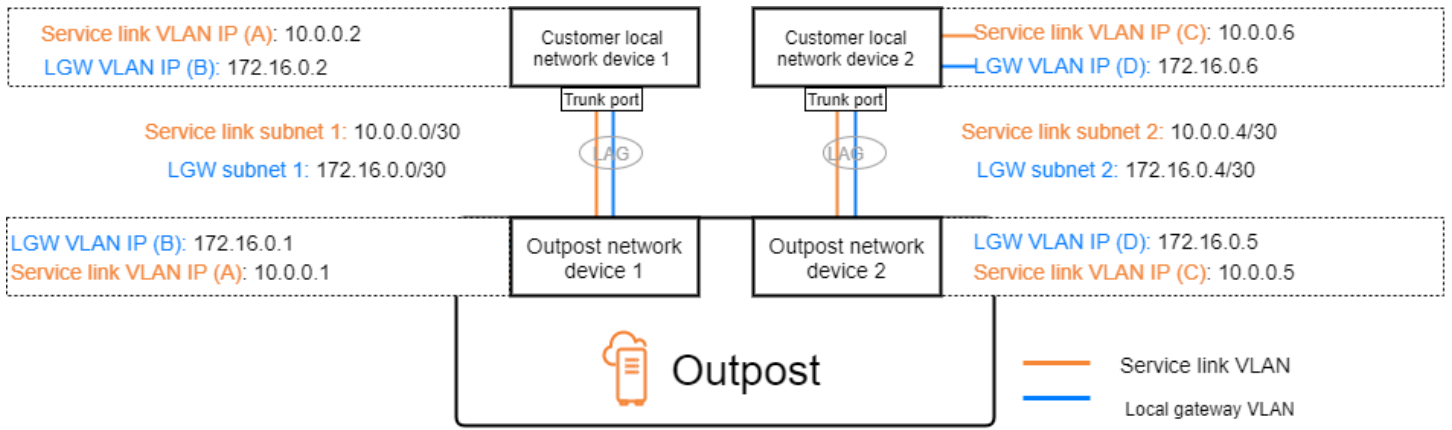 Service link VLAN IP (A): 10.0.0.2
LGW VLAN IP (B): 172.16.0.2
Customer local
network device 1
Trunk port
Customer local
network device 2
Trunk port
Service link VLAN IP (C): 10.0.0.6
LGW VLAN IP (D): 172.16.0.6
Service link subnet 1: 10.0.0.0/30
LGW subnet 1: 172.16.0.0/30
LAG
LAG
Service link subnet 2: 10.0.0.4/30
LGW subnet 2: 172.16.0.4/30
LGW VLAN IP (B): 172.16.0.1
Service link VLAN IP (A): 10.0.0.1
Outpost network
device 1
Outpost network
device 2
LGW VLAN IP (D): 172.16.0.5
Service link VLAN IP (C): 10.0.0.5
Outpost
Service link VLAN
Local gateway VLAN